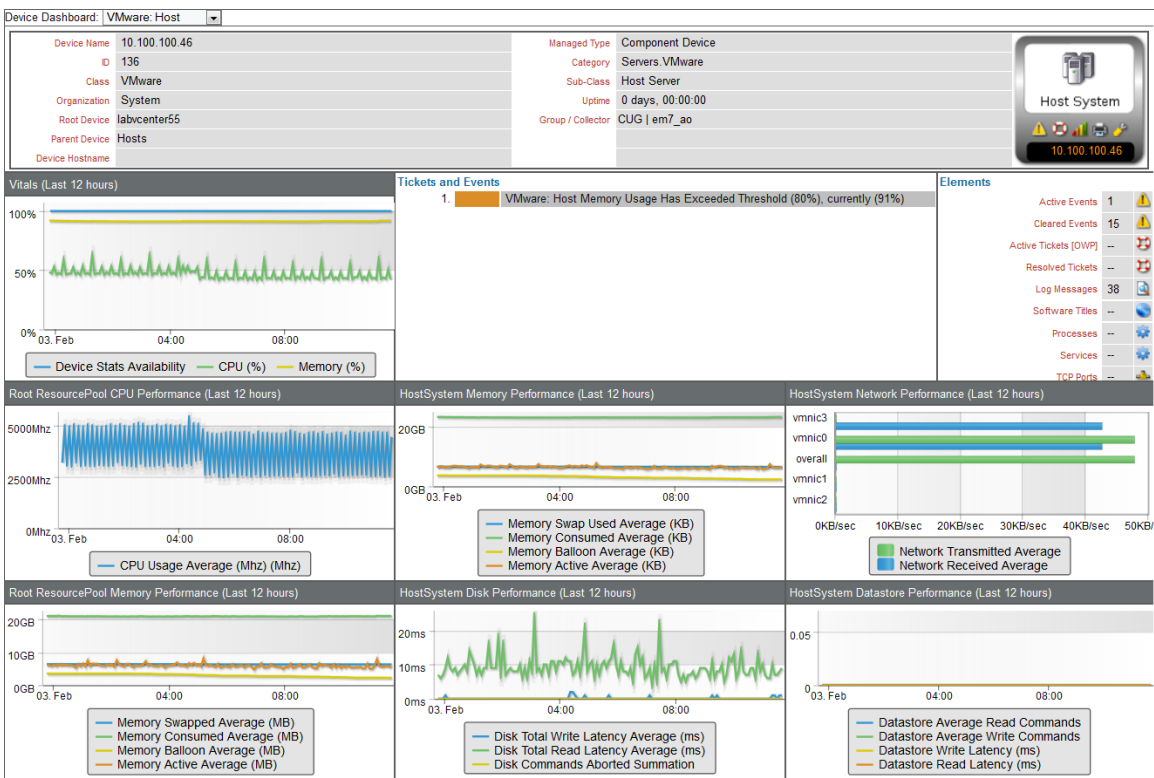 Device Dashboard: VMware: Host
Device Name 10.100.100.46
ID 136
Class VMware
Organization System
Root Device labvcenter55
Parent Device Hosts
Device Hostname
Managed Type Component Device
Category Servers.VMware
Sub-Class Host Server
Uptime 0 days, 00:00:00
Group / Collector CUG | em7_ao
Host System
10.100.100.46
Vitals (Last 12 hours)
100%
50%
0%
03. Feb 04:00 08:00
Device Stats Availability CPU (%) Memory (%)
Tickets and Events
1. VMware: Host Memory Usage Has Exceeded Threshold (80%), currently (91%)
Elements
Active Events 1
Cleared Events 15
Active Tickets [OWP] --
Resolved Tickets --
Log Messages 38
Software Titles --
Processes --
Services --
TCP Ports --
Root ResourcePool CPU Performance (Last 12 hours)
5000Mhz
2500Mhz
0Mhz
03. Feb 04:00 08:00
CPU Usage Average (Mhz) (Mhz)
HostSystem Memory Performance (Last 12 hours)
20GB
0GB
03. Feb 04:00 08:00
Memory Swap Used Average (KB)
Memory Consumed Average (KB)
Memory Balloon Average (KB)
Memory Active Average (KB)
HostSystem Network Performance (Last 12 hours)
vmnic3
vmnic0
overall
vmnic1
vmnic2
0KB/sec 10KB/sec 20KB/sec 30KB/sec 40KB/sec 50KB/
Network Transmitted Average
Network Received Average
Root ResourcePool Memory Performance (Last 12 hours)
20GB
10GB
0GB
03. Feb 04:00 08:00
Memory Swapped Average (MB)
Memory Consumed Average (MB)
Memory Balloon Average (MB)
Memory Active Average (MB)
HostSystem Disk Performance (Last 12 hours)
20ms
10ms
0ms
03. Feb 04:00 08:00
Disk Total Write Latency Average (ms)
Disk Total Read Latency Average (ms)
Disk Commands Aborted Summation
HostSystem Datastore Performance (Last 12 hours)
0.05
0
03. Feb 04:00 08:00
Datastore Average Read Commands
Datastore Average Write Commands
Datastore Write Latency (ms)
Datastore Read Latency (ms)